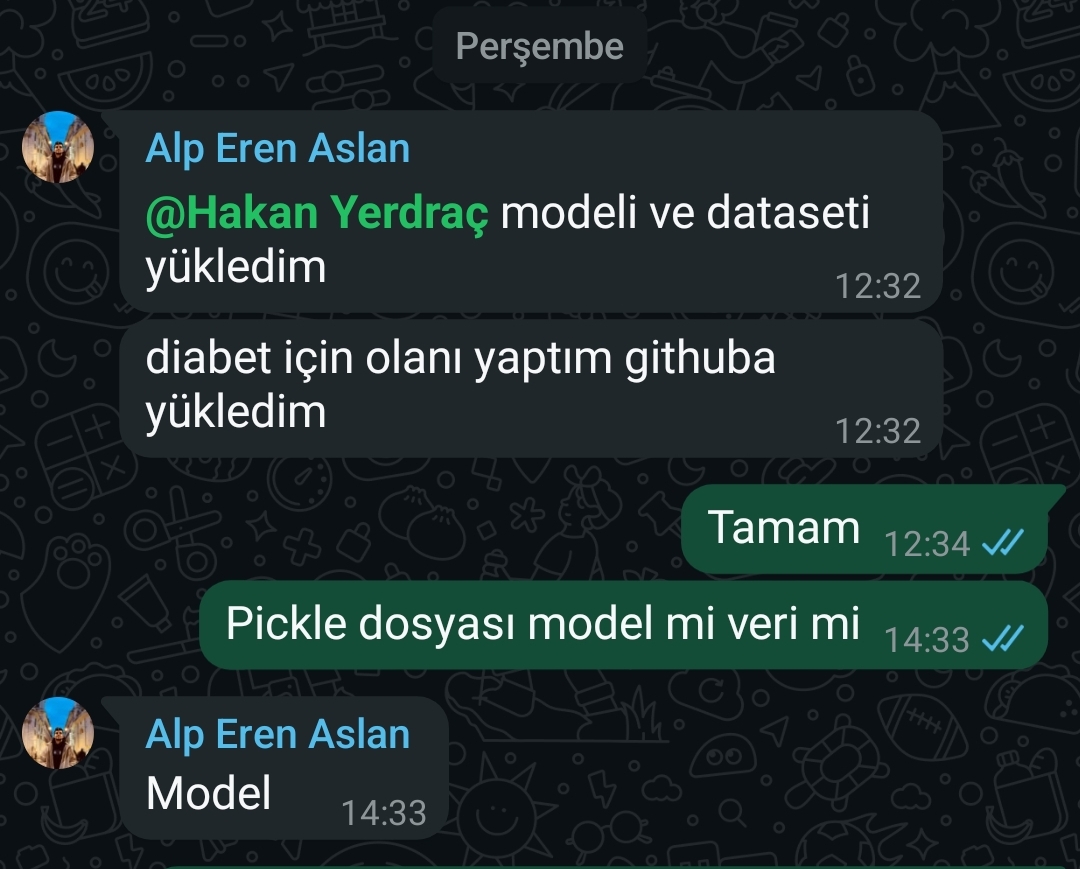 Perşembe
Alp Eren Aslan
@Hakan Yerdraç modeli ve dataseti
yükledim
12:32
diabet için olanı yaptım githuba
yükledim
12:32
Tamam 12:34
Pickle dosyası model mi veri mi 14:33
Alp Eren Aslan
Model 14:33